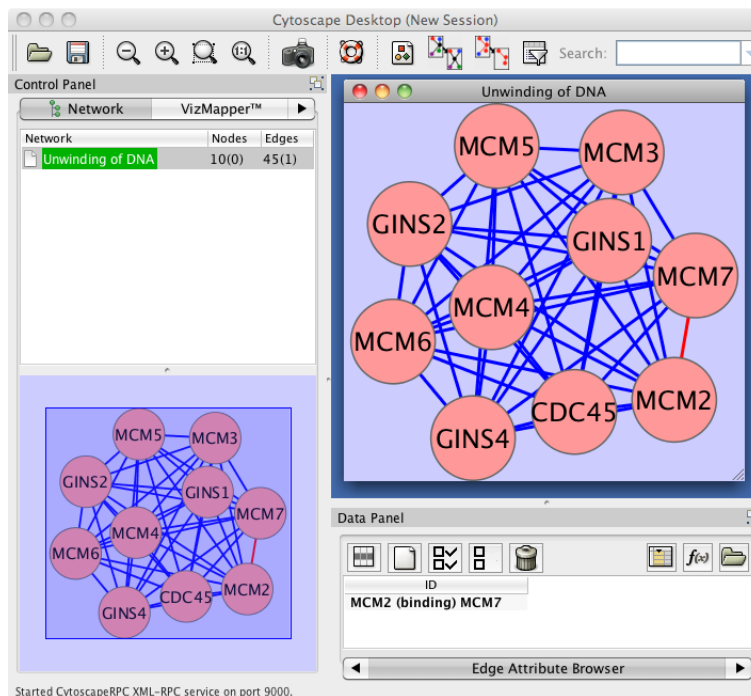 Cytoscape Desktop (New Session)
Search:
Control Panel
Network
VizMapper™
Network Nodes Edges
Unwinding of DNA 10(0) 45(1)
MCM5
MCM3
GINS2
GINS1
MCM7
MCM4
MCM6
MCM2
CDC45
GINS4
Unwinding of DNA
MCM5
MCM3
GINS2
GINS1
MCM7
MCM4
MCM6
MCM2
CDC45
GINS4
Data Panel
f(x)
ID
MCM2 (binding) MCM7
Edge Attribute Browser
Started CytoscapeRPC XML-RPC service on port 9000.